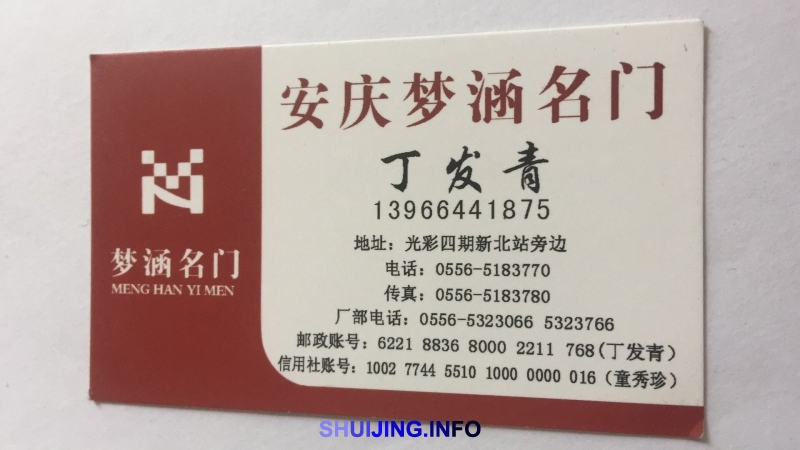 安庆梦涵名门
丁发青
13966441875
地址：光彩四期新北站旁边
电话：0556-5183770
传真：0556-5183780
厂部电话：0556-5323066 5323766
邮政账号：6221 8836 8000 2211 768(丁发青）
信用社账号：1002 7744 5510 1000 0000 016（童秀珍）
梦涵名门
MENG HAN YI MEN
SHUIJING.INFO